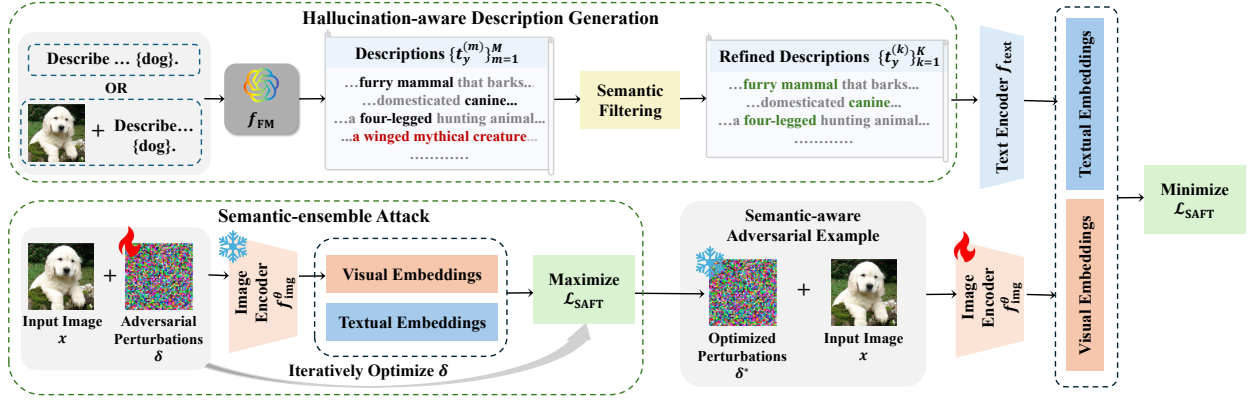 Hallucination-aware Description Generation
Describe … {dog}.
OR
+ Describe…
{dog}.
f_FM
Descriptions {t_y^(m)}_{m=1}^M
…furry mammal that barks…
…domesticated canine…
…a four-legged hunting animal…
…a winged mythical creature…
…………
Semantic
Filtering
Refined Descriptions {t_y^(k)}_{k=1}^K
…furry mammal that barks…
…domestiated canine…
…a four-legged hunting animal…
…………
Text Encoder f_text
Textual Embeddings
Visual Embeddings
Minimize
ℒ_SAFT
Semantic-ensemble Attack
+
Input Image
x
Adversarial
Perturbations
δ
Image
Encoder
f_img^θ
Visual Embeddings
Textual Embeddings
Maximize
ℒ_SAFT
Iteratively Optimize δ
Semantic-aware
Adversarial Example
+
Optimized
Perturbations
δ*
Input Image
x
Image
Encoder
f_img^θ